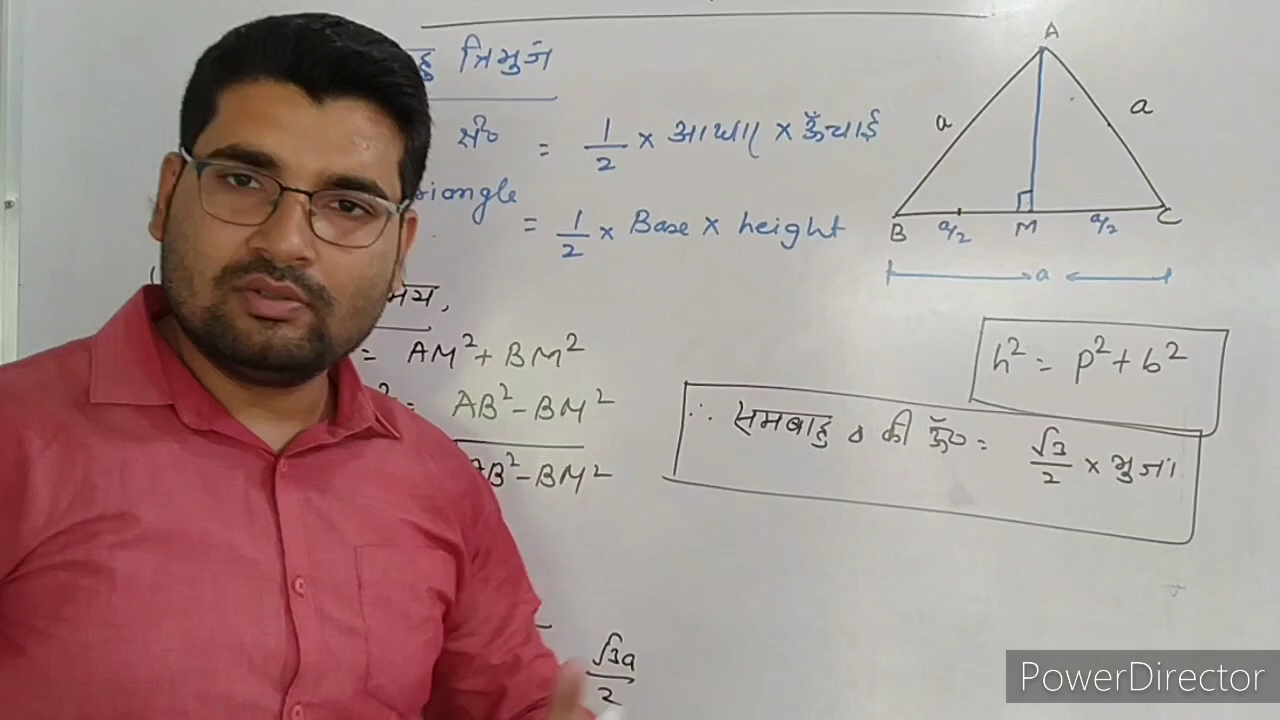 त्रिभुज
= 1/2 × आधार × ऊँचाई
riangle
= 1/2 × Base × height
A
a
a
B
a/2
M
a/2
C
a
= AM² + BM²
= AB² - BM²
AB² - BM²
h² = p² + b²
∴ समबाहु Δ की ऊँ० = √3/2 × भुजा
√3a/2
PowerDirector